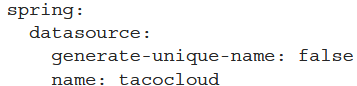 spring:
  datasource:
    generate-unique-name: false
    name: tacocloud